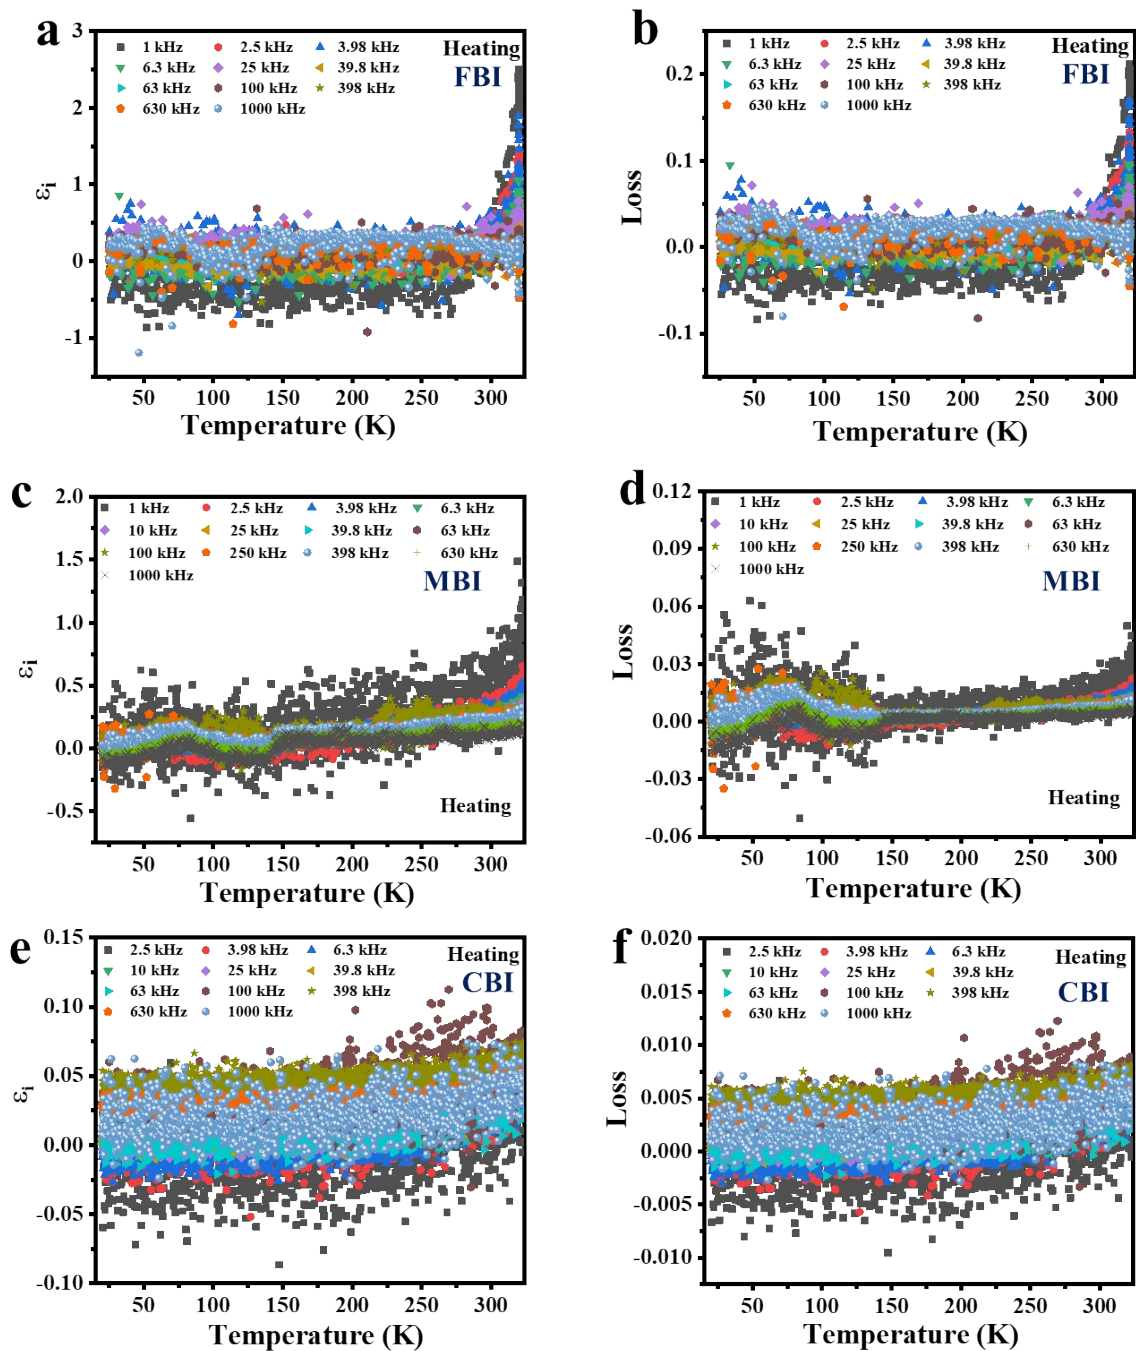 a
3
2
1
0
-1
εi
1 kHz 2.5 kHz 3.98 kHz
6.3 kHz 25 kHz 39.8 kHz
63 kHz 100 kHz 398 kHz
630 kHz 1000 kHz
Heating
FBI
50 100 150 200 250 300
Temperature (K)
b
0.2
0.1
0.0
-0.1
Loss
1 kHz 2.5 kHz 3.98 kHz
6.3 kHz 25 kHz 39.8 kHz
63 kHz 100 kHz 398 kHz
630 kHz 1000 kHz
Heating
FBI
50 100 150 200 250 300
Temperature (K)
c
2.0
1.5
1.0
0.5
0.0
-0.5
εi
1 kHz 2.5 kHz 3.98 kHz 6.3 kHz
10 kHz 25 kHz 39.8 kHz 63 kHz
100 kHz 250 kHz 398 kHz 630 kHz
1000 kHz
MBI
Heating
50 100 150 200 250 300
Temperature (K)
d
0.12
0.09
0.06
0.03
0.00
-0.03
-0.06
Loss
1 kHz 2.5 kHz 3.98 kHz 6.3 kHz
10 kHz 25 kHz 39.8 kHz 63 kHz
100 kHz 250 kHz 398 kHz 630 kHz
1000 kHz
MBI
Heating
50 100 150 200 250 300
Temperature (K)
e
0.15
0.10
0.05
0.00
-0.05
-0.10
εi
2.5 kHz 3.98 kHz 6.3 kHz
10 kHz 25 kHz 39.8 kHz
63 kHz 100 kHz 398 kHz
630 kHz 1000 kHz
Heating
CBI
50 100 150 200 250 300
Temperature (K)
f
0.020
0.015
0.010
0.005
0.000
-0.005
-0.010
Loss
2.5 kHz 3.98 kHz 6.3 kHz
10 kHz 25 kHz 39.8 kHz
63 kHz 100 kHz 398 kHz
630 kHz 1000 kHz
Heating
CBI
50 100 150 200 250 300
Temperature (K)